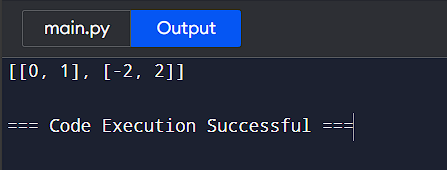 main.py Output
[[0, 1], [-2, 2]]
=== Code Execution Successful ===